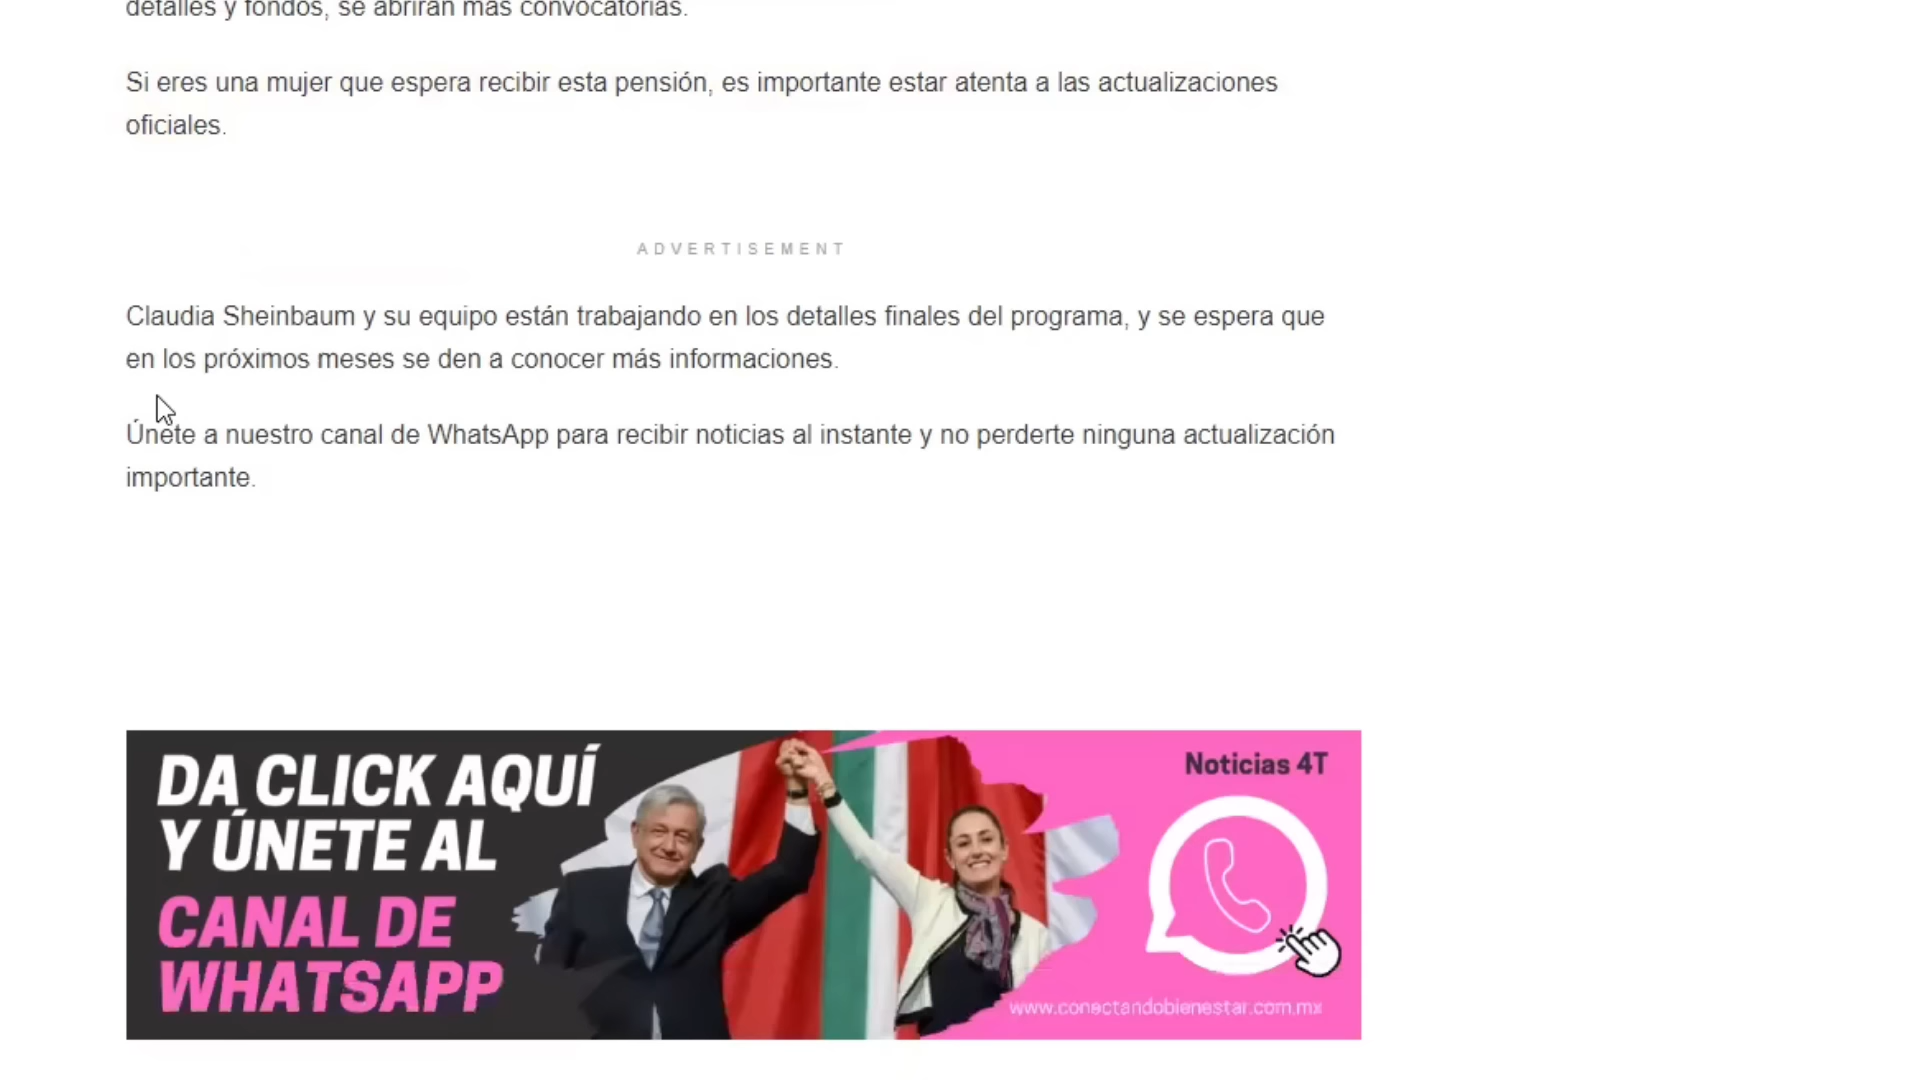 detalles y fondos, se abrirán más convocatorias.
Si eres una mujer que espera recibir esta pensión, es importante estar atenta a las actualizaciones
oficiales.
ADVERTISEMENT
Claudia Sheinbaum y su equipo están trabajando en los detalles finales del programa, y se espera que
en los próximos meses se den a conocer más informaciones.
Únete a nuestro canal de WhatsApp para recibir noticias al instante y no perderte ninguna actualización
importante.
DA CLICK AQUÍ
Y ÚNETE AL
CANAL DE
WHATSAPP
Noticias 4T
www.conectandobienestar.com.mx